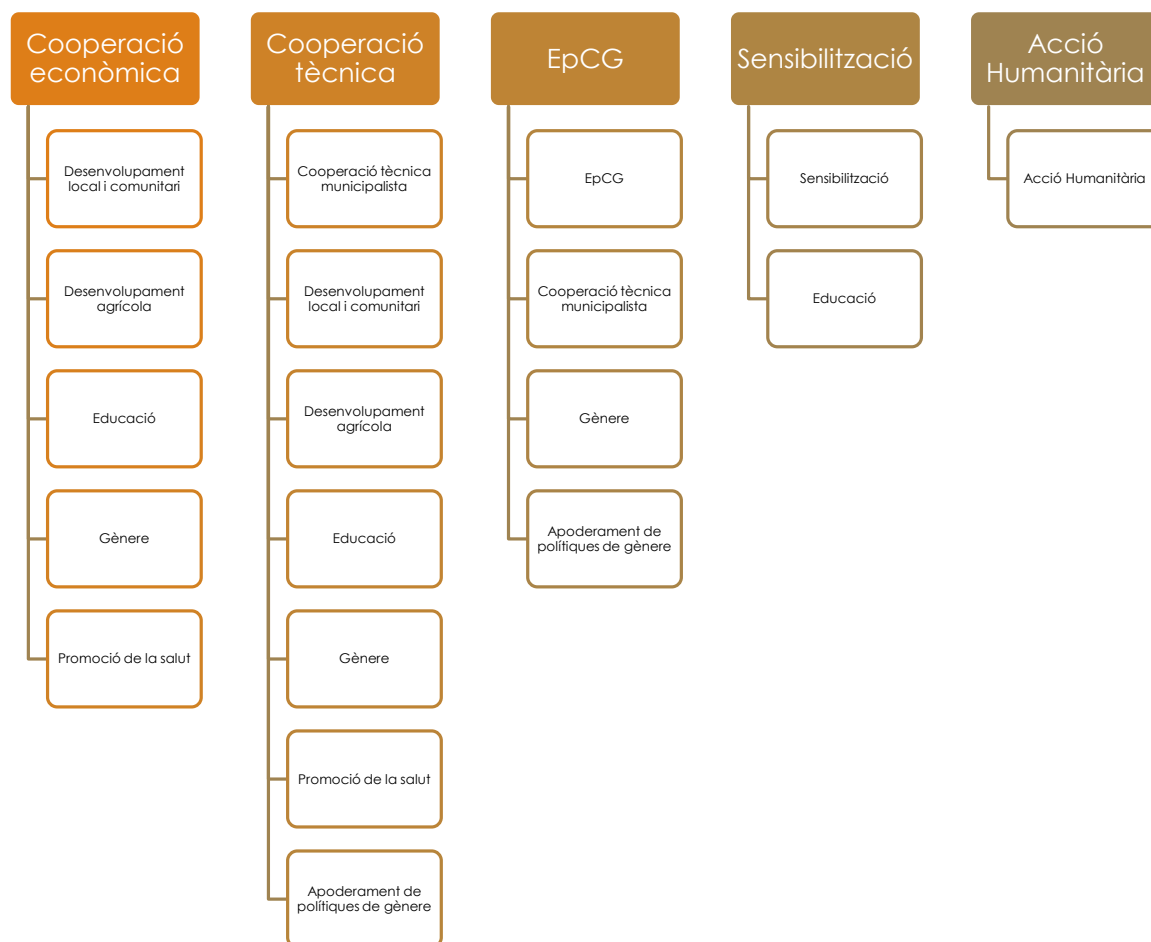 Cooperació
econòmica
Desenvolupament
local i comunitari
Desenvolupament
agrícola
Educació
Gènere
Promoció de la salut
Cooperació
tècnica
Cooperació tècnica
municipalista
Desenvolupament
local i comunitari
Desenvolupament
agrícola
Educació
Gènere
Promoció de la salut
Apoderament de
polítiques de gènere
EpCG
EpCG
Cooperació tècnica
municipalista
Gènere
Apoderament de
polítiques de gènere
Sensibilització
Sensibilització
Educació
Acció
Humanitària
Acció Humanitària